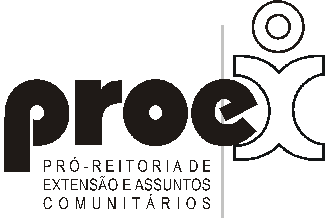 proex
PRÓ-REITORIA DE
EXTENSÃO E ASSUNTOS
COMUNITÁRIOS